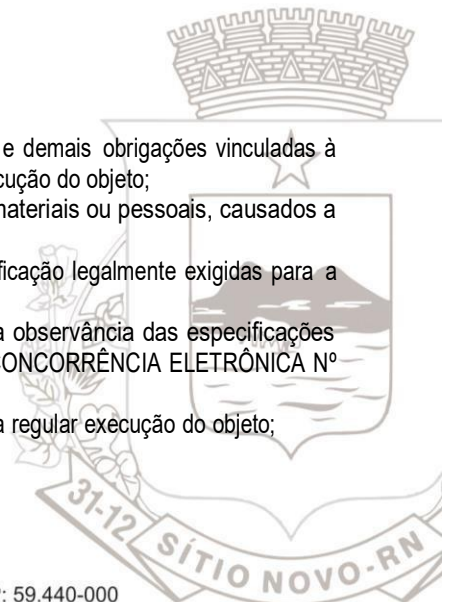 e demais obrigações vinculadas à
cução do objeto;
nateriais ou pessoais, causados a
ficação legalmente exigidas para a
a observância das especificações
CONCORRÊNCIA ELETRÔNICA Nº
a regular execução do objeto;
31-12 SÍTIO NOVO-RN
: 59.440-000